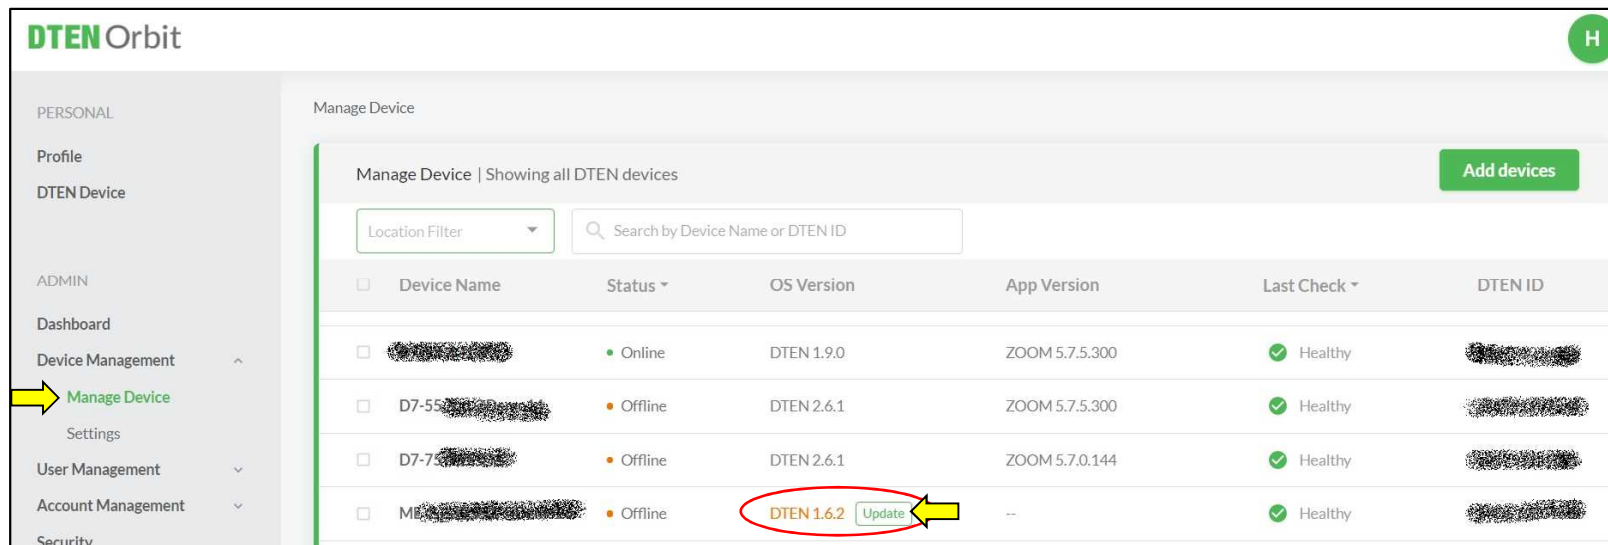 DTEN Orbit
H
PERSONAL
Profile
DTEN Device
ADMIN
Dashboard
Device Management
Manage Device
Settings
User Management
Account Management
Security
Manage Device
Manage Device | Showing all DTEN devices
Add devices
Location Filter
Search by Device Name or DTEN ID
Device Name Status OS Version App Version Last Check DTEN ID
Online DTEN 1.9.0 ZOOM 5.7.5.300 Healthy
D7-55 Offline DTEN 2.6.1 ZOOM 5.7.5.300 Healthy
D7-75 Offline DTEN 2.6.1 ZOOM 5.7.0.144 Healthy
Offline DTEN 1.6.2 Update -- Healthy